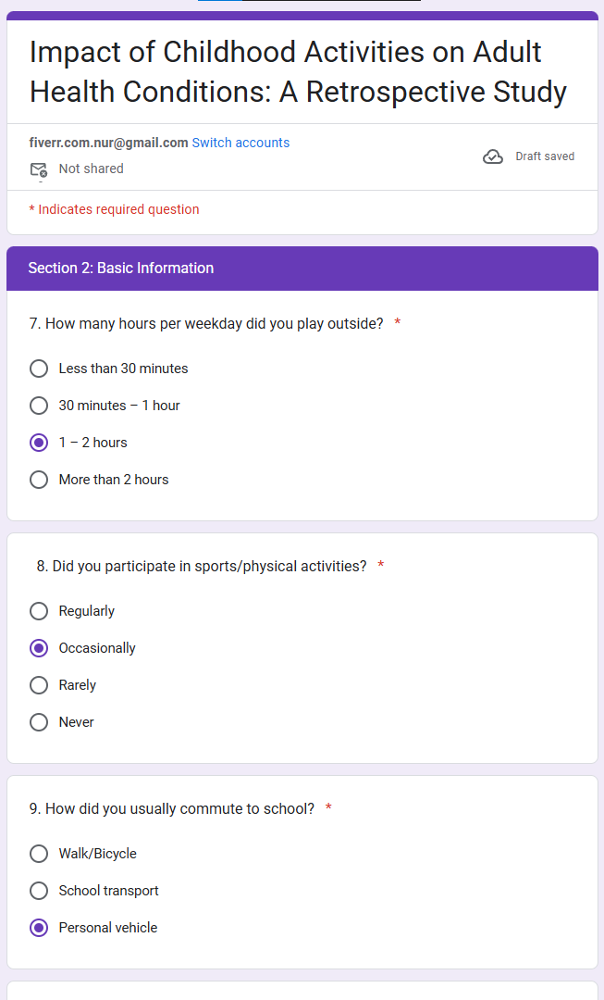 Impact of Childhood Activities on Adult
Health Conditions: A Retrospective Study
fiverr.com.nur@gmail.com Switch accounts
Draft saved
Not shared
* Indicates required question
Section 2: Basic Information
7. How many hours per weekday did you play outside? *
Less than 30 minutes
30 minutes – 1 hour
1 – 2 hours
More than 2 hours
8. Did you participate in sports/physical activities? *
Regularly
Occasionally
Rarely
Never
9. How did you usually commute to school? *
Walk/Bicycle
School transport
Personal vehicle